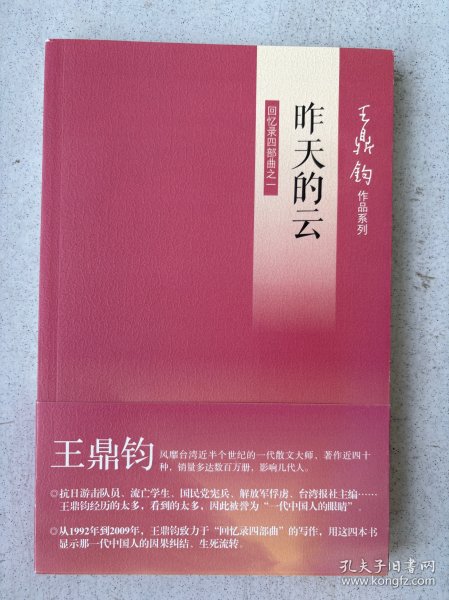 王鼎钧
作品系列
昨天的云
回忆录四部曲之一
王鼎钧
风靡台湾近半个世纪的一代散文大师，著作近四十
种，销量多达数百万册，影响几代人。
◎抗日游击队员、流亡学生、国民党宪兵、解放军俘虏、台湾报社主编……
王鼎钧经历的太多，看到的太多，因此被誉为“一代中国人的眼睛”
◎从1992年到2009年，王鼎钧致力于“回忆录四部曲”的写作，用这四本书
显示那一代中国人的因果纠结、生死流转。
孔夫子旧书网
www.kongfz.com